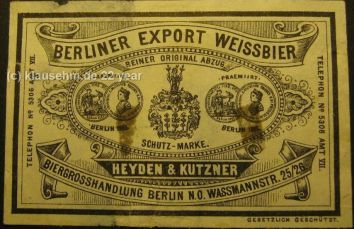 BERLINER EXPORT WEISSBIER
REINER ORIGINAL ABZUG.
(c) klausehm.de 22-year
PRAEMIIRT:
BERLIN
BERLIN
SCHUTZ-MARKE.
HEYDEN & KUTZNER
BIERGROSSHANDLUNG BERLIN N.O. WASSMANNSTR. 25/26.
TELEPHON Nº 5306 AMT VII.
TELEPHON Nº 5306 AMT VII.
GESETZLICH GESCHÜTZT.